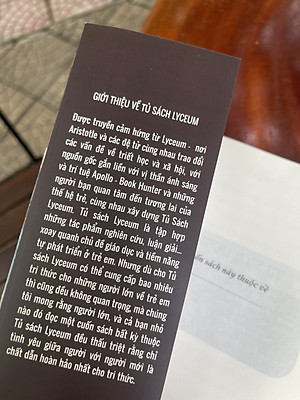 GIỚI THIỆU VỀ TỦ SÁCH LYCEUM
Được truyền cảm hứng từ Lyceum - nơi
Aristotle và các đệ tử cùng nhau trao đổi
các vấn đề về triết học và xã hội, với
nguồn gốc gắn liền với vị thần ánh sáng
và trí tuệ Apollo - Book Hunter và những
người bạn quan tâm đến tương lai của
thế hệ trẻ, cùng nhau xây dựng Tủ Sách
Lyceum. Tủ sách Lyceum là tập hợp
những tác phẩm nghiên cứu, luận giải...
xoay quanh chủ đề giáo dục và tiềm năng
tự phát triển ở trẻ em. Nhưng dù cho Tủ
sách Lyceum có thể cung cấp bao nhiêu
tri thức cho những người lớn về trẻ em
thì cũng đều không quan trọng, mà chúng
tôi mong rằng người lớn, và cả bạn nhỏ
nào đó đọc một cuốn sách bất kỳ thuộc
Tủ sách Lyceum đều thấu triệt rằng chỉ
tình yêu giữa người với người mới là
chất dẫn hoàn hảo nhất cho tri thức.
sách này thuộc về